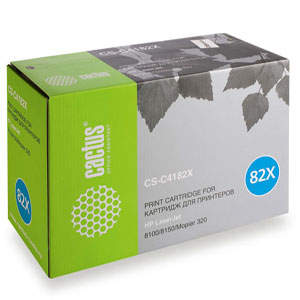 CS-C4182X
cactus
CS-C4182X
PRINT CARTRIDGE FOR
КАРТРИДЖ ДЛЯ ПРИНТЕРОВ
HP LaserJet
8100/8150/Mopier 320
82X
82X